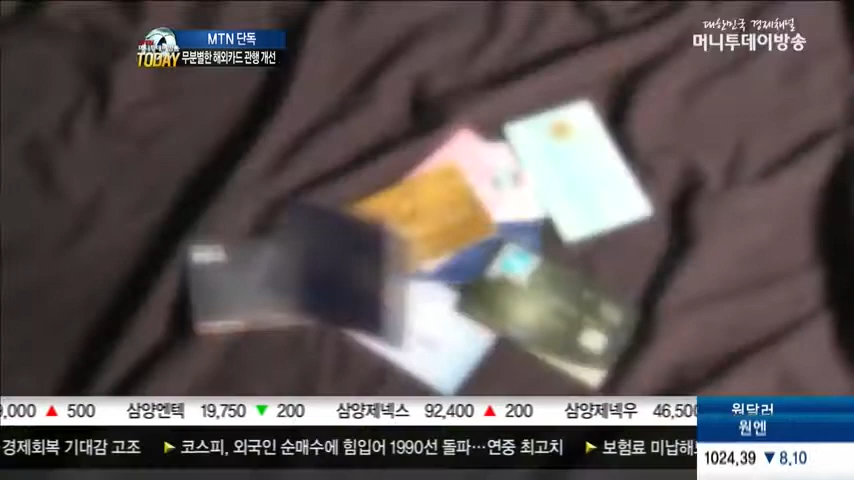 MTN 단독
TODAY
무분별한 해외카드 관행 개선
대한민국 경제채널
머니투데이방송
9,000 ▲ 500 삼양엔텍 19,750 ▼ 200 삼양제넥스 92,400 ▲ 200 삼양제넥우 46,500
원달러
원엔
경제회복 기대감 고조 ▶ 코스피, 외국인 순매수에 힘입어 1990선 돌파…연중 최고치 ▶ 보험료 미납해
1024,39 ▼ 8,10